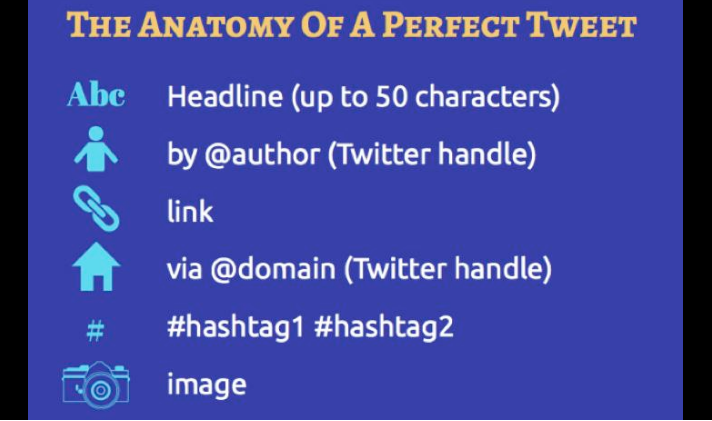 THE ANATOMY OF A PERFECT TWEET
Abc Headline (up to 50 characters)
by @author (Twitter handle)
link
via @domain (Twitter handle)
# #hashtag1 #hashtag2
image